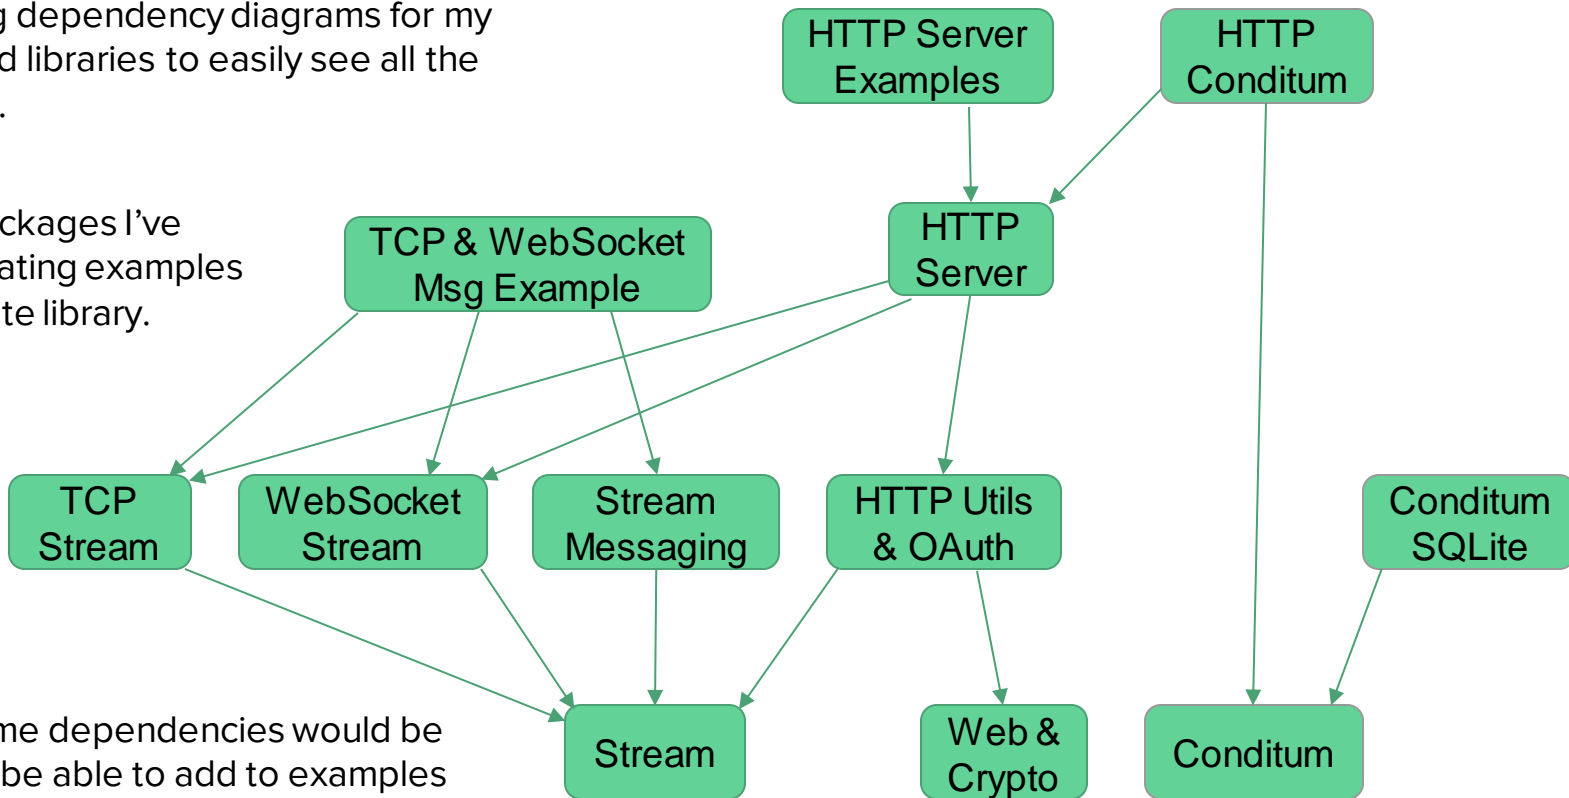 g dependency diagrams for my
d libraries to easily see all the
.
ckages I've
ating examples
te library.
me dependencies would be
be able to add to examples
HTTP Server
Examples
HTTP
Conditum
TCP & WebSocket
Msg Example
HTTP
Server
TCP
Stream
WebSocket
Stream
Stream
Messaging
HTTP Utils
& OAuth
Conditum
SQLite
Stream
Web &
Crypto
Conditum